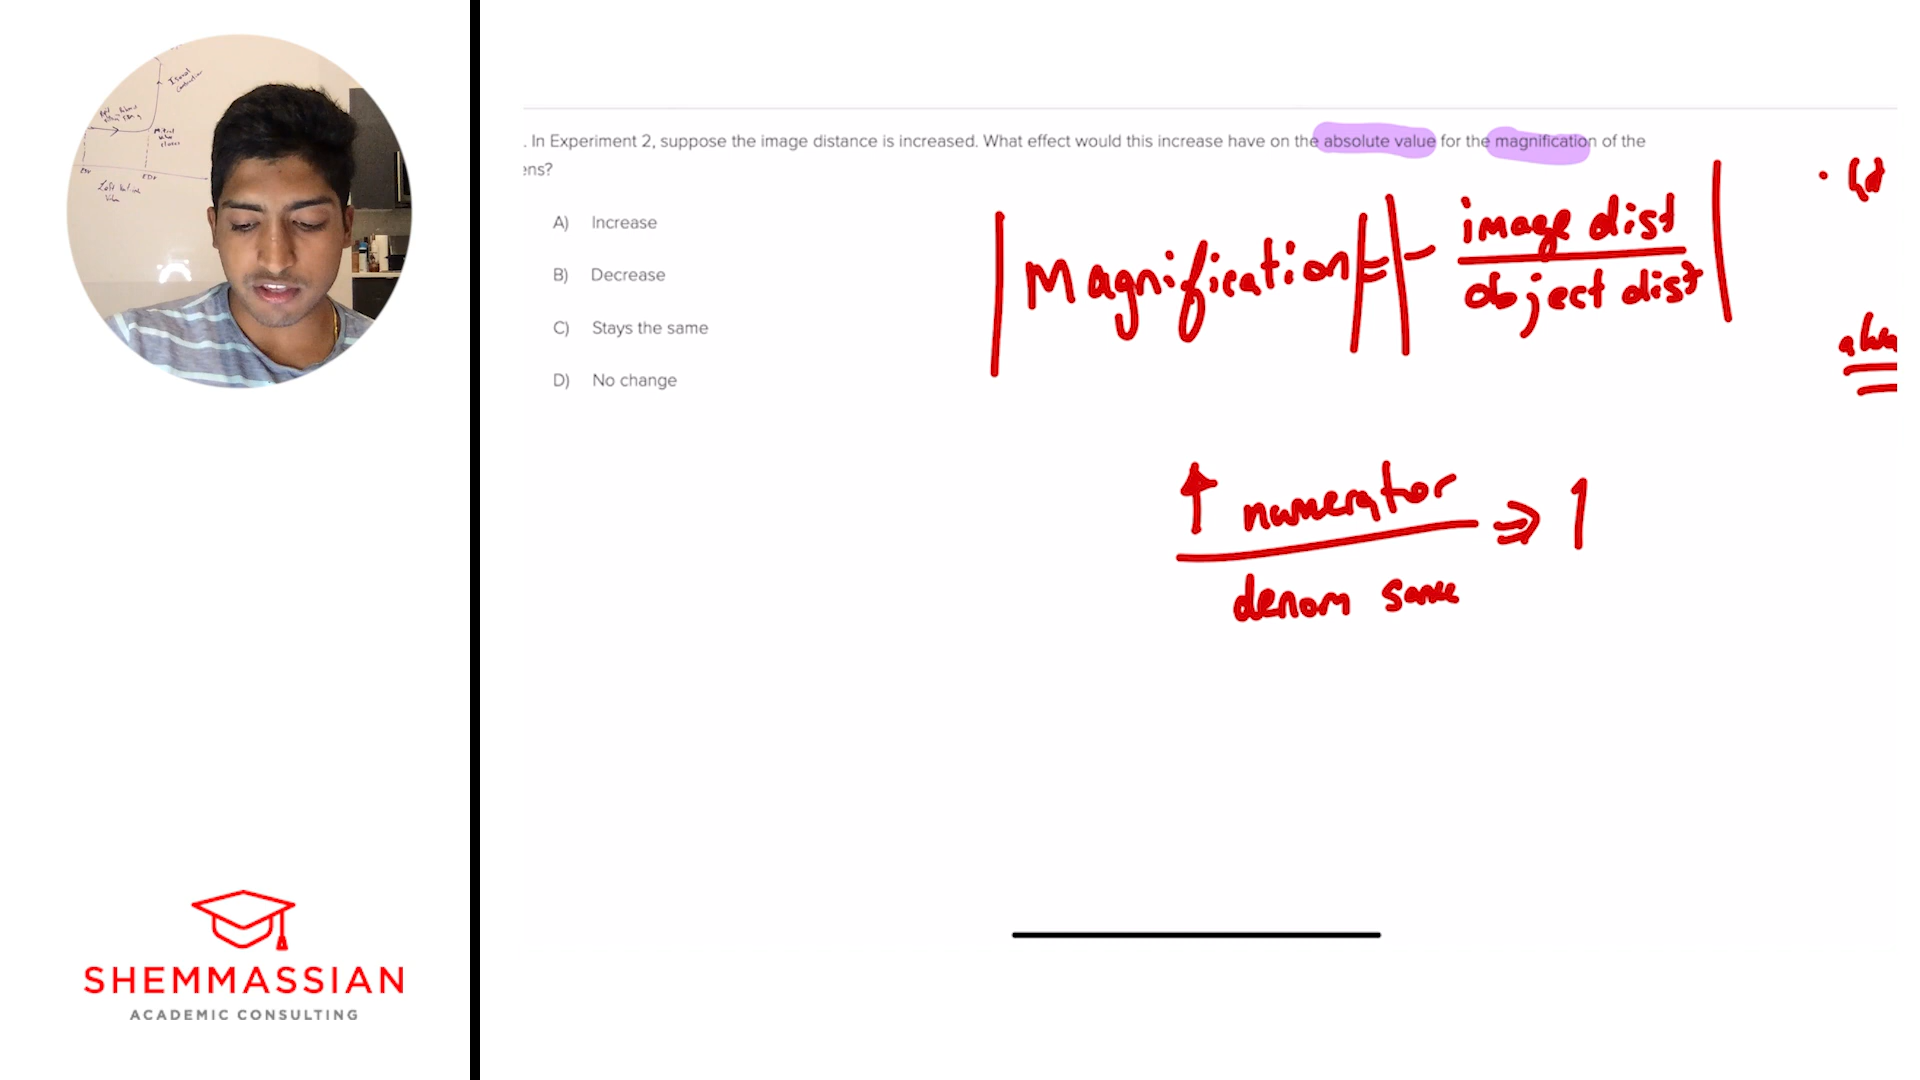 . In Experiment 2, suppose the image distance is increased. What effect would this increase have on the absolute value for the magnification of the
ens?
A) Increase
B) Decrease
C) Stays the same
D) No change
| Magnification | = | - image dist
object dist |
↑ numerator ⇒ ↑
denom same
SHEMMASSIAN
ACADEMIC CONSULTING